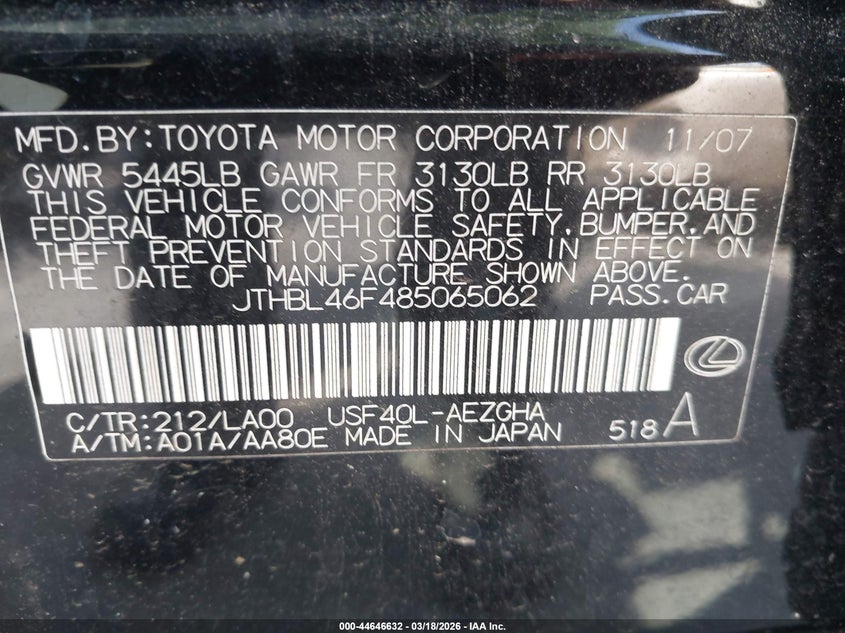 MFD.BY:TOYOTA MOTOR CORPORATION 11/07
GVWR 5445LB GAWR FR 3130LB RR 3130LB
THIS VEHICLE CONFORMS TO ALL APPLICABLE
FEDERAL MOTOR VEHICLE SAFETY,BUMPER,AND
THEFT PREVENTION STANDARDS IN EFFECT ON
THE DATE OF MANUFACTURE SHOWN ABOVE.
JTHBL46F485065062 PASS.CAR
C/TR:212/LA00 USF40L-AEZGHA
A/TM:A01A/AA80E MADE IN JAPAN 518A
000-44646632 - 03/18/2026 - IAA Inc.